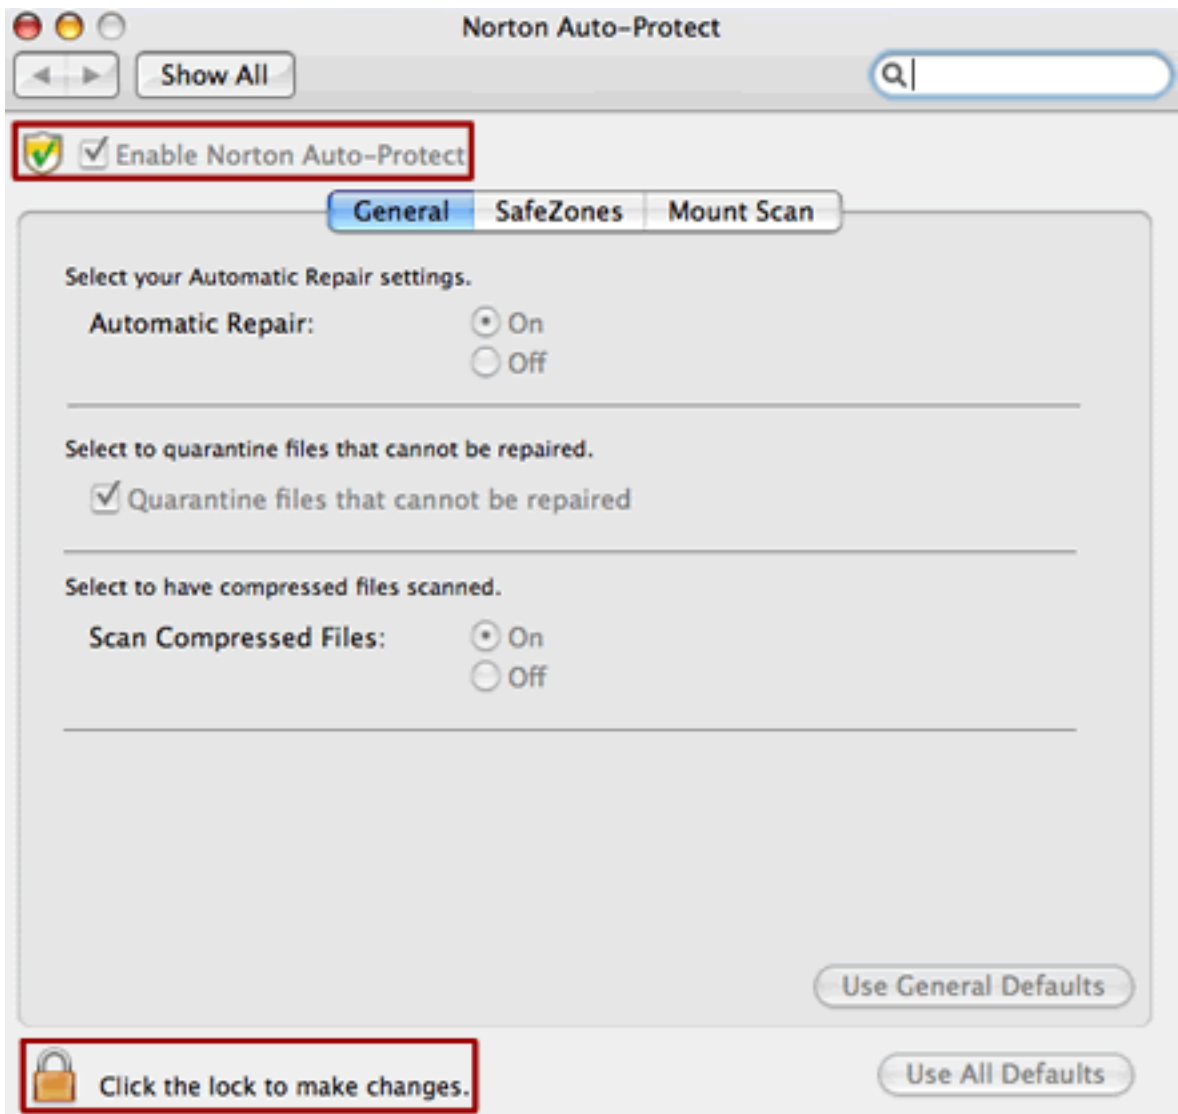 Norton Auto-Protect
Show All
Enable Norton Auto-Protect
General SafeZones Mount Scan
Select your Automatic Repair settings.
Automatic Repair: On
Off
Select to quarantine files that cannot be repaired.
Quarantine files that cannot be repaired
Select to have compressed files scanned.
Scan Compressed Files: On
Off
Use General Defaults
Click the lock to make changes. Use All Defaults